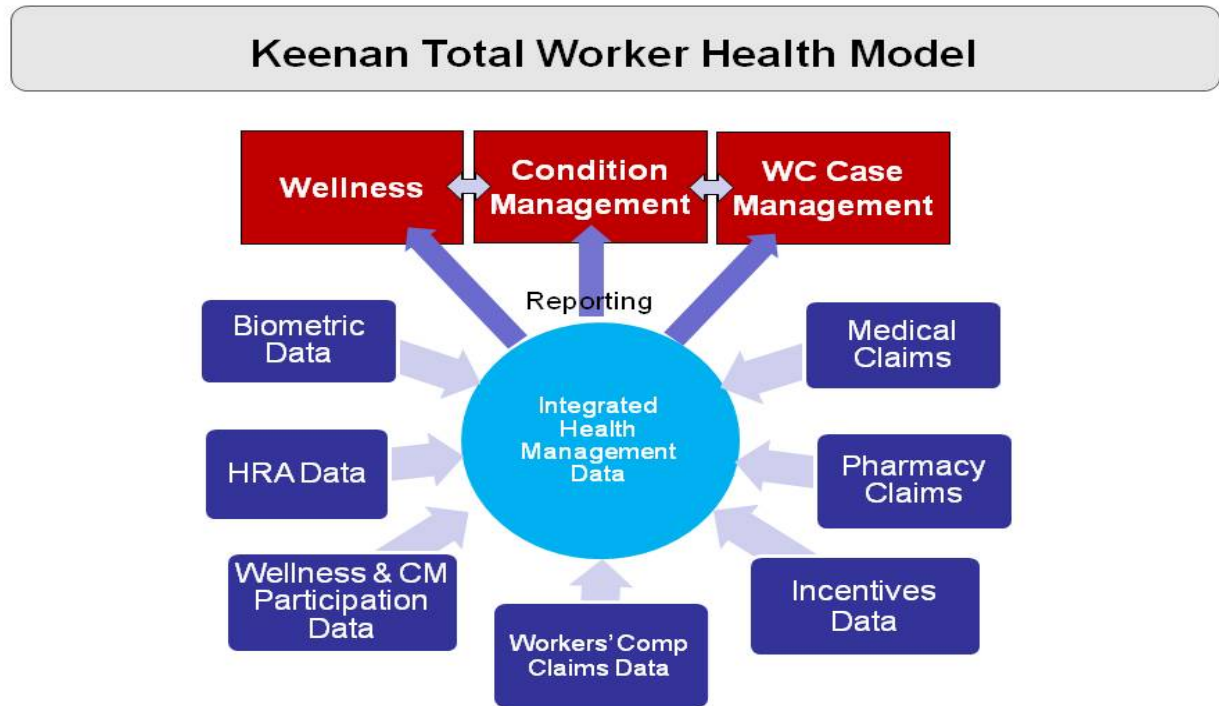 Keenan Total Worker Health Model
Wellness
Condition
Management
WC Case
Management
Reporting
Biometric
Data
Medical
Claims
Integrated
Health
Management
Data
HRA Data
Pharmacy
Claims
Wellness & CM
Participation
Data
Workers' Comp
Claims Data
Incentives
Data